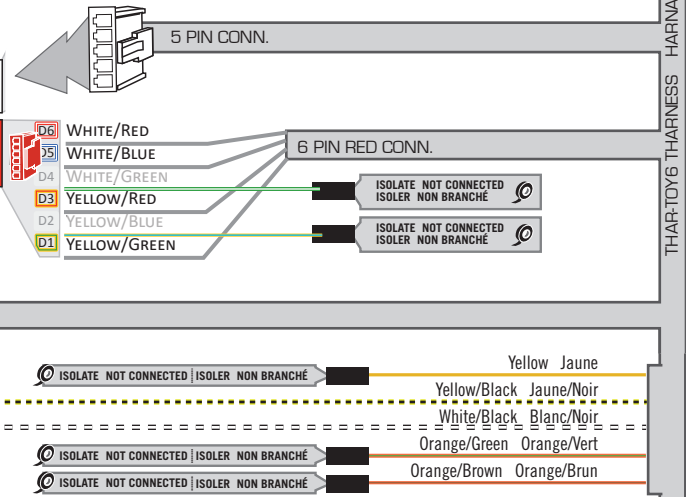 5 PIN CONN.
D6 WHITE/RED
D5 WHITE/BLUE
D4 WHITE/GREEN
D3 YELLOW/RED
D2 YELLOW/BLUE
D1 YELLOW/GREEN
6 PIN RED CONN.
ISOLATE NOT CONNECTED
ISOLER NON BRANCHÉ
ISOLATE NOT CONNECTED
ISOLER NON BRANCHÉ
THAR-TOY6 THARNESS HARNA
Yellow Jaune
ISOLATE NOT CONNECTED ISOLER NON BRANCHÉ
Yellow/Black Jaune/Noir
White/Black Blanc/Noir
Orange/Green Orange/Vert
ISOLATE NOT CONNECTED ISOLER NON BRANCHÉ
Orange/Brown Orange/Brun
ISOLATE NOT CONNECTED ISOLER NON BRANCHÉ